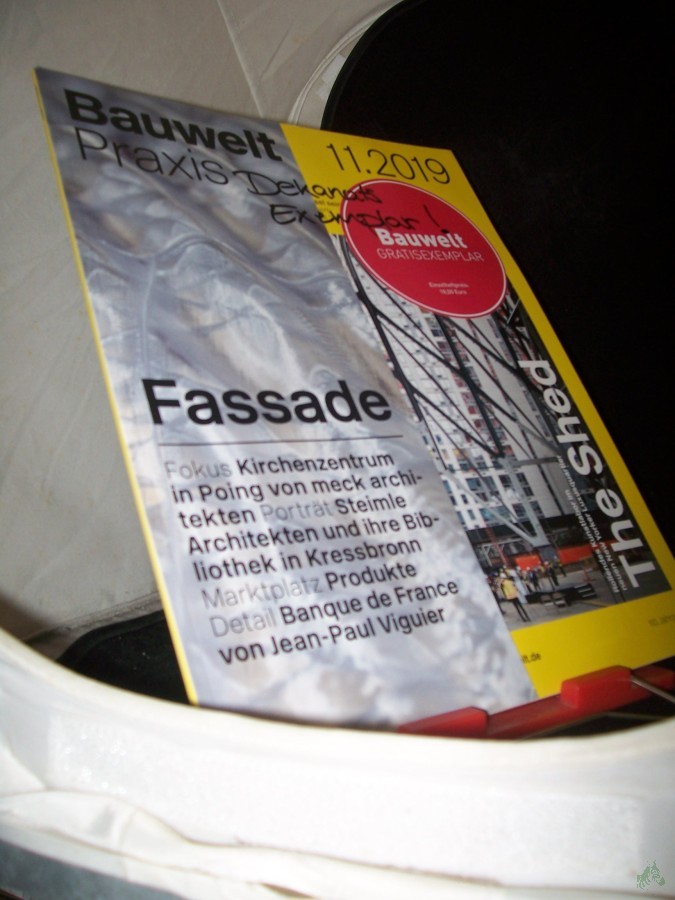 Bauwelt
Praxis
11.2019
Dekanats
Exemplar!
Bauwelt
GRATISEXEMPLAR
Einzelheftpreis:
Fassade
Fokus Kirchenzentrum
in Poing von meck archi-
tekten Porträt Steimle
Architekten und ihre Bib-
liothek in Kressbronn
Marktplatz Produkte
Detail Banque de France
von Jean-Paul Viguier
The Shed